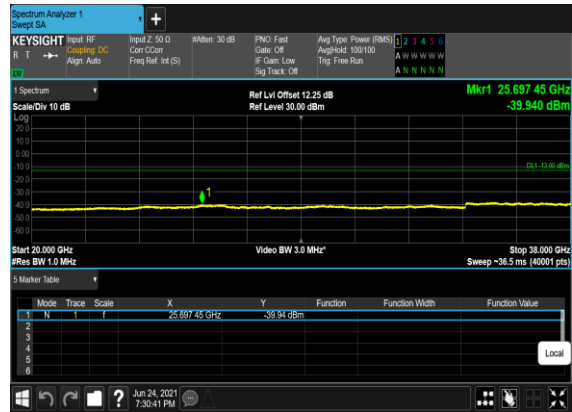 Spectrum Analyzer 1
Swept SA
KEYSIGHT
R T
Input: RF
Coupling: DC
Align: Auto
Input Z: 50 Ω
Corr CCorr
Freq Ref: Int (S)
#Atten: 30 dB
PNO: Fast
Gate: Off
IF Gain: Low
Sig Track: Off
Avg Type: Power (RMS)
Avg|Hold: 100/100
Trig: Free Run
1 2 3 4 5 6
A W W W W W
A N N N N N
1 Spectrum
Scale/Div 10 dB
Ref Lvl Offset 12.25 dB
Ref Level 30.00 dBm
Mkr1 25.697 45 GHz
-39.940 dBm
Log
20.0
10.0
0.00
-10.0
-20.0
-30.0
-40.0
-50.0
-60.0
DL1 -13.00 dBm
1
Start 20.000 GHz
#Res BW 1.0 MHz
Video BW 3.0 MHz*
Stop 38.000 GHz
Sweep ~36.5 ms (40001 pts)
5 Marker Table
Mode Trace Scale X Y Function Function Width Function Value
1 N 1 f 25.697 45 GHz -39.94 dBm
2
3
4
5
6
Local
Jun 24, 2021
7:30:41 PM